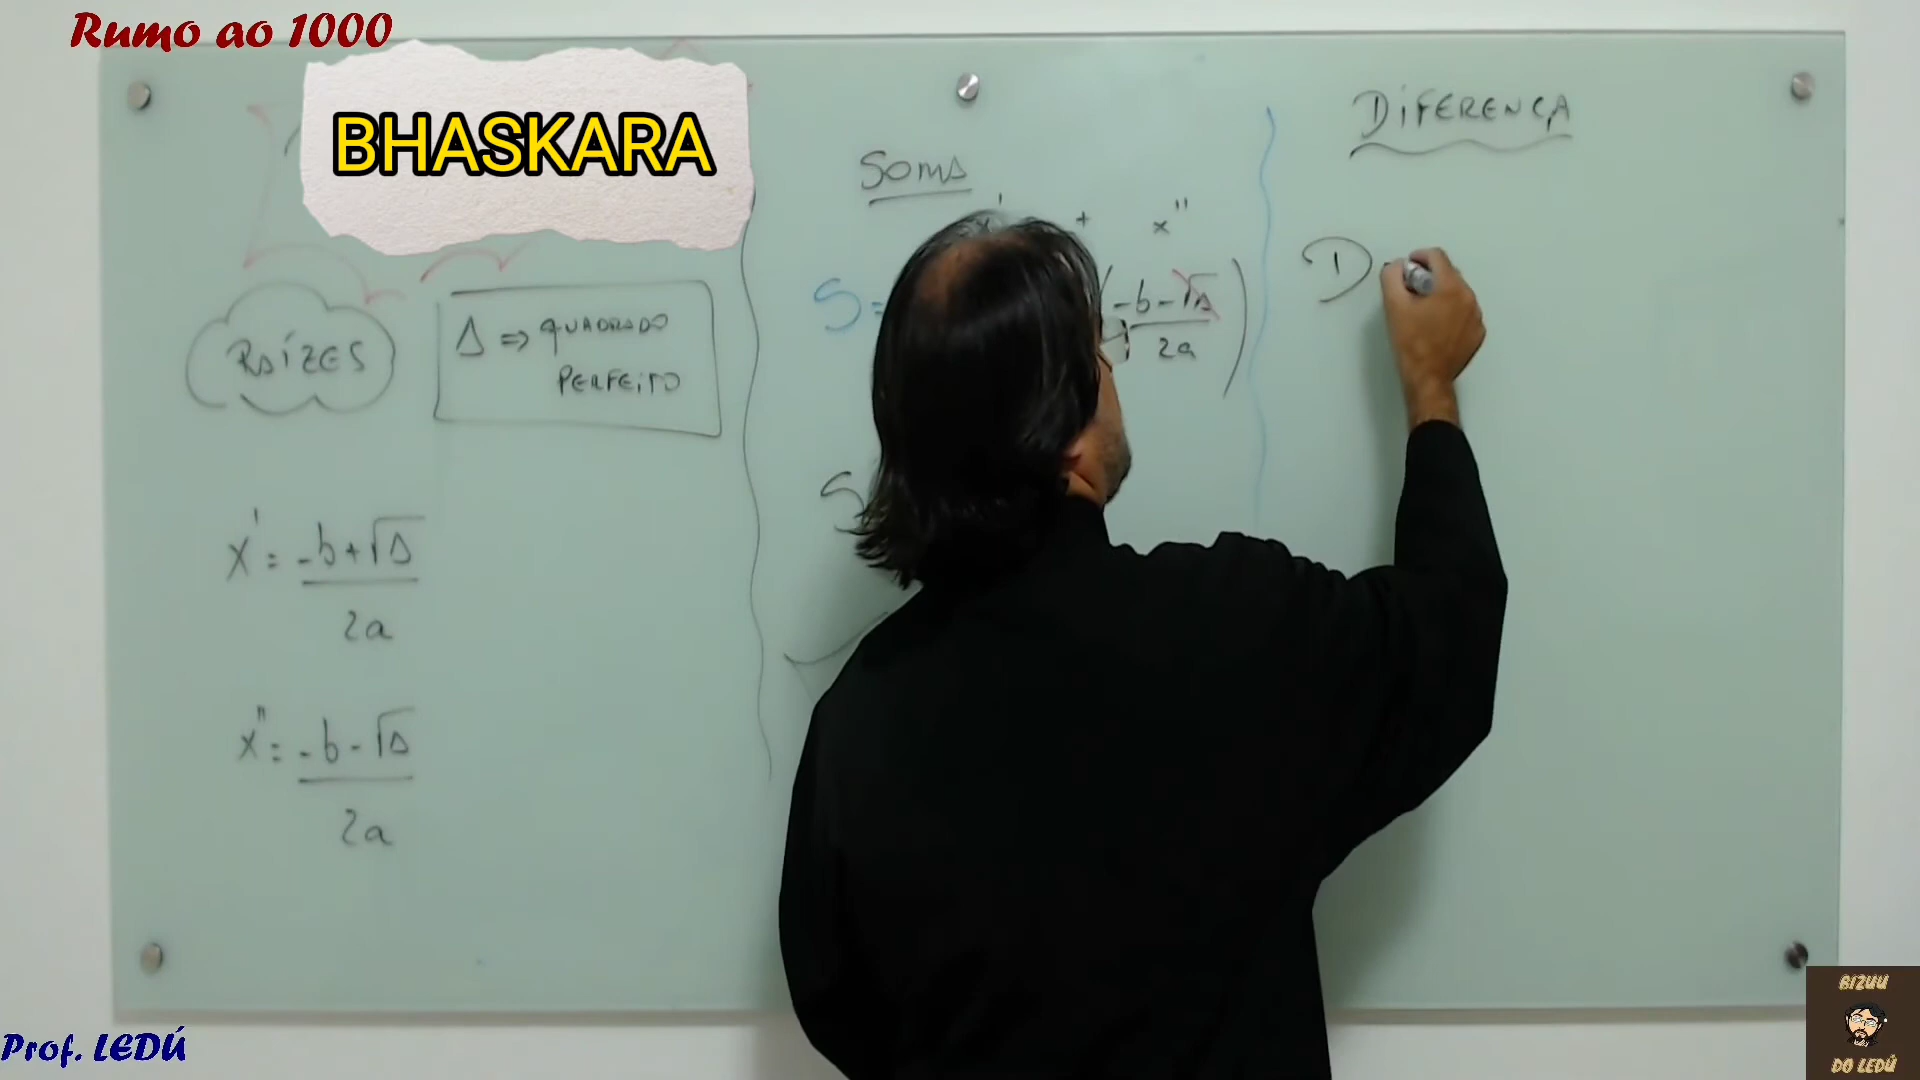 Rumo ao 1000
BHASKARA
RAÍZES
Δ ⇒ QUADRADO
PERFEITO
x' = -b+√Δ
2a
x'' = -b-√Δ
2a
SOMA
x' + x''
S =
-b-√Δ
2a
S
DIFERENÇA
D
Prof. LEDÚ
BIZUU
DO LEDÚ